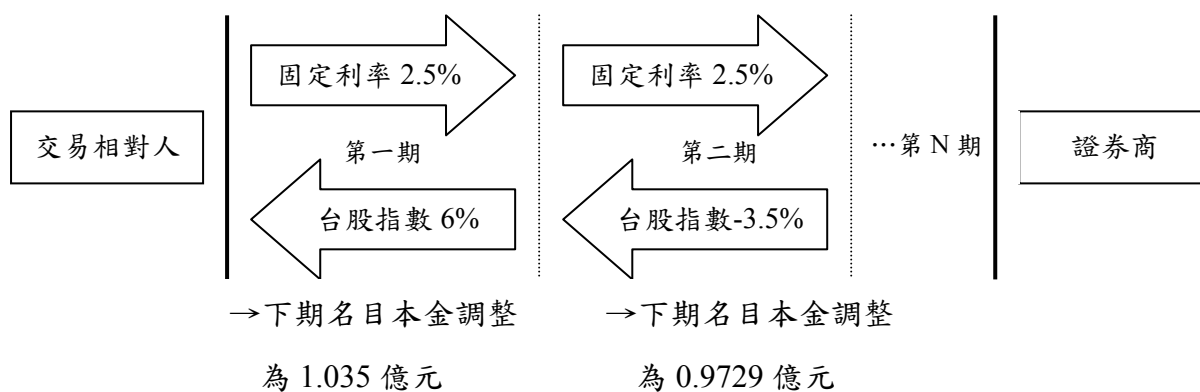 固定利率 2.5%
固定利率 2.5%
交易相對人
第一期
第二期
…第 N 期
證券商
台股指數 6%
台股指數-3.5%
→下期名目本金調整
為 1.035 億元
→下期名目本金調整
為 0.9729 億元